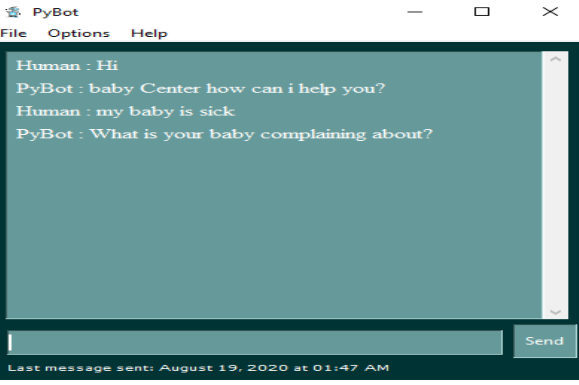 PyBot
File Options Help
Human : Hi
PyBot : baby Center how can i help you?
Human : my baby is sick
PyBot : What is your baby complaining about?
Send
Last message sent: August 19, 2020 at 01:47 AM